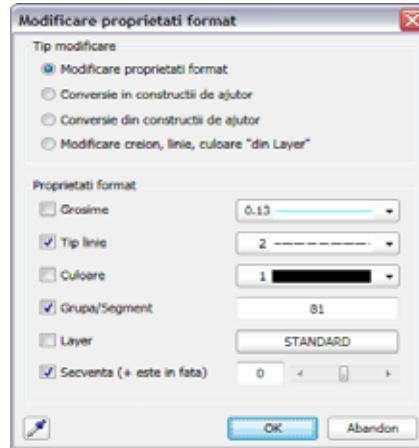 Modificare proprietati format
Tip modificare
Modificare proprietati format
Conversie in constructii de ajutor
Conversie din constructii de ajutor
Modificare creion, linie, culoare "din Layer"
Proprietati format
Grosime 0.13
Tip linie 2
Culoare 1
Grupa/Segment 81
Layer STANDARD
Secventa (+ este in fata) 0
OK Abandon